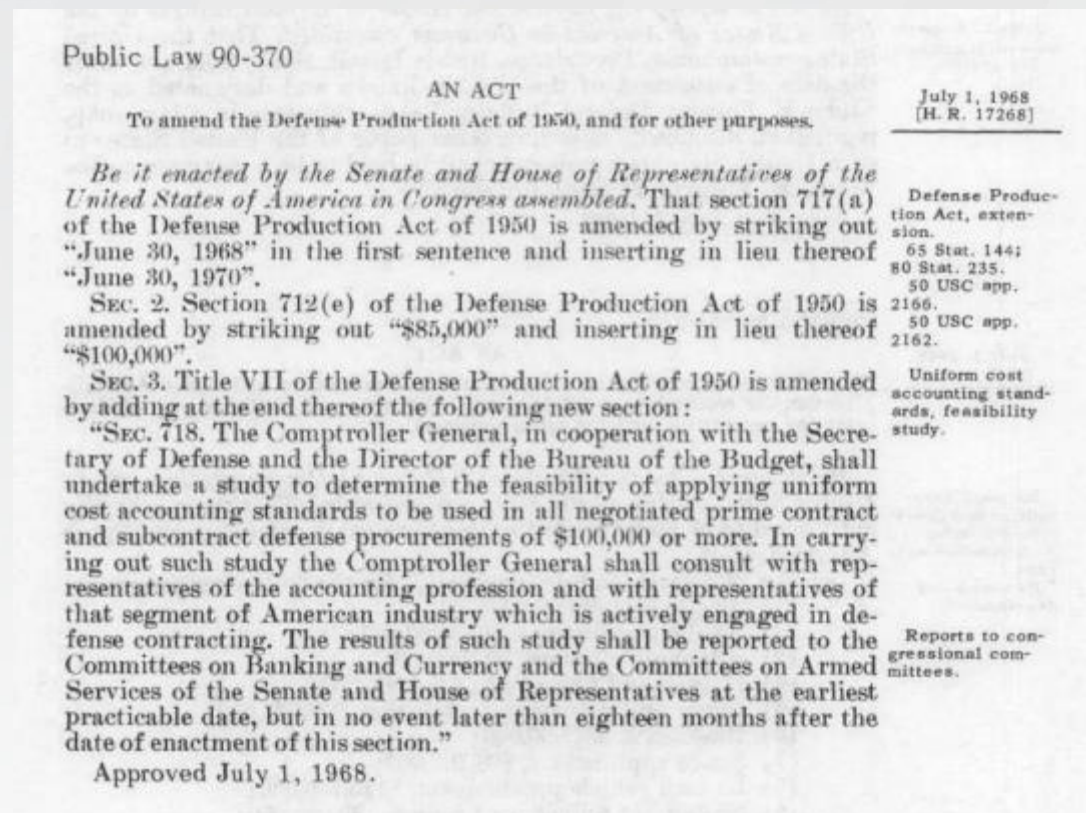 Public Law 90-370
AN ACT
To amend the Defense Production Act of 1950, and for other purposes.
July 1, 1968
[H. R. 17268]
Be it enacted by the Senate and House of Representatives of the
United States of America in Congress assembled, That section 717(a)
of the Defense Production Act of 1950 is amended by striking out
“June 30, 1968” in the first sentence and inserting in lieu thereof
“June 30, 1970”.
SEC. 2. Section 712(e) of the Defense Production Act of 1950 is
amended by striking out “$85,000” and inserting in lieu thereof
“$100,000”.
SEC. 3. Title VII of the Defense Production Act of 1950 is amended
by adding at the end thereof the following new section:
“SEC. 718. The Comptroller General, in cooperation with the Secre-
tary of Defense and the Director of the Bureau of the Budget, shall
undertake a study to determine the feasibility of applying uniform
cost accounting standards to be used in all negotiated prime contract
and subcontract defense procurements of $100,000 or more. In carry-
ing out such study the Comptroller General shall consult with rep-
resentatives of the accounting profession and with representatives of
that segment of American industry which is actively engaged in de-
fense contracting. The results of such study shall be reported to the
Committees on Banking and Currency and the Committees on Armed
Services of the Senate and House of Representatives at the earliest
practicable date, but in no event later than eighteen months after the
date of enactment of this section.”
Approved July 1, 1968.
Defense Produc-
tion Act, exten-
sion.
65 Stat. 144;
80 Stat. 235.
50 USC app.
2166.
50 USC app.
2162.
Uniform cost
accounting stand-
ards, feasibility
study.
Reports to con-
gressional com-
mittees.